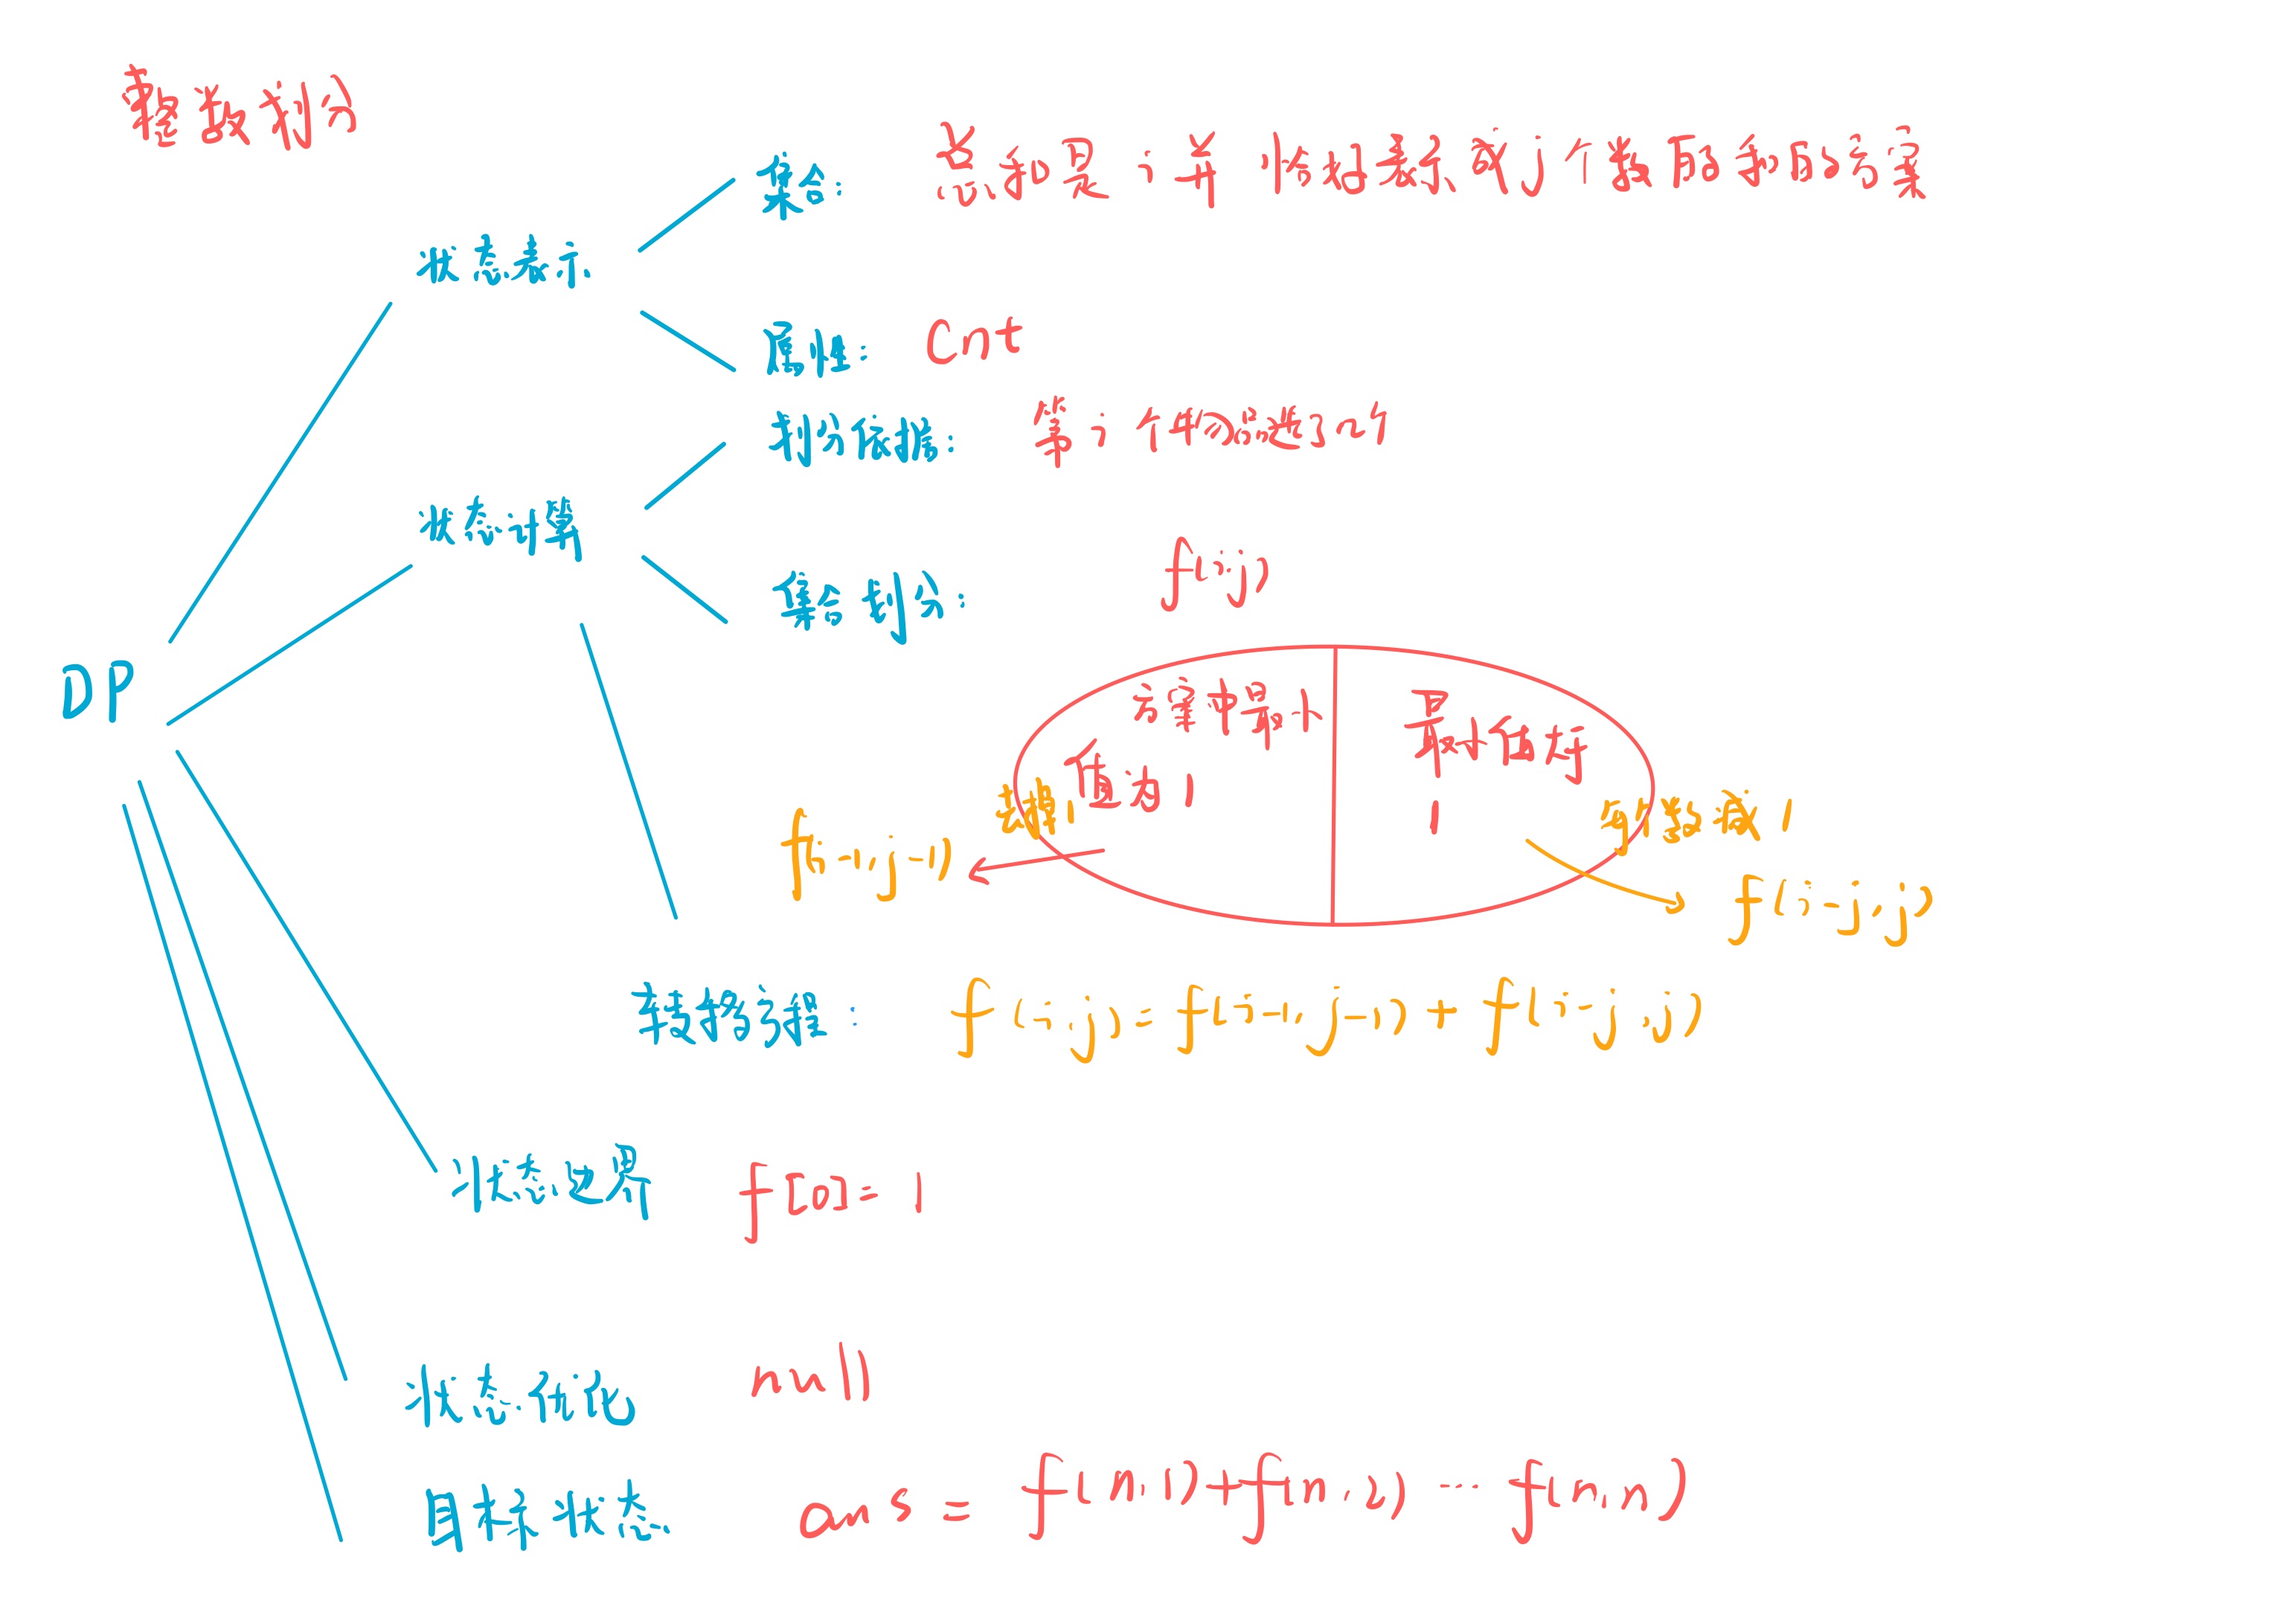 整数划分
集合: 总和是 i 并恰好表示成 j 个数的和的方案
状态表示
属性: Cnt
划分依据: 第 i 个物品选了几个
状态计算
集合划分: f(i,j)
DP
方案中最小值为 1
最小值大于 1
去掉 1
f(i-1,j-1)
每个数减 1
f(i-j,j)
转移方程: f(i,j) = f(i-1,j-1) + f(i-j,j)
状态边界 f[0] = 1
状态优化 null
目标状态 ans = f(n,1)+f(n,2) ... f(n,n)